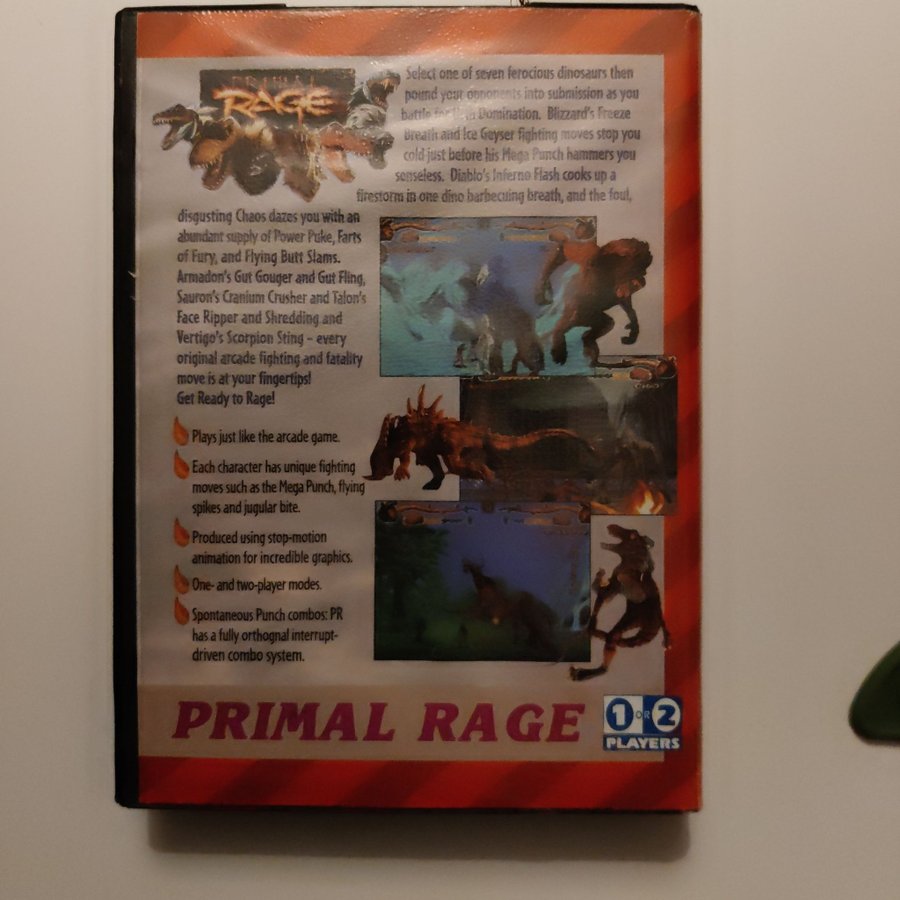 PRIMAL
RAGE
Select one of seven ferocious dinosaurs then
pound your opponents into submission as you
battle for Urth Domination. Blizzard's Freeze
Breath and Ice Geyser fighting moves stop you
cold just before his Mega Punch hammers you
senseless. Diablo's Inferno Flash cooks up a
firestorm in one dino barbecuing breath, and the foul,
disgusting Chaos dazes you with an
abundant supply of Power Puke, Farts
of Fury, and Flying Butt Slams.
Armadon's Gut Gouger and Gut Fling,
Sauron's Cranium Crusher and Talon's
Face Ripper and Shredding and
Vertigo's Scorpion Sting – every
original arcade fighting and fatality
move is at your fingertips!
Get Ready to Rage!
Plays just like the arcade game.
Each character has unique fighting
moves such as the Mega Punch, flying
spikes and jugular bite.
Produced using stop-motion
animation for incredible graphics.
One- and two-player modes.
Spontaneous Punch combos: PR
has a fully orthognal interrupt-
driven combo system.
PRIMAL RAGE
1 OR 2
PLAYERS